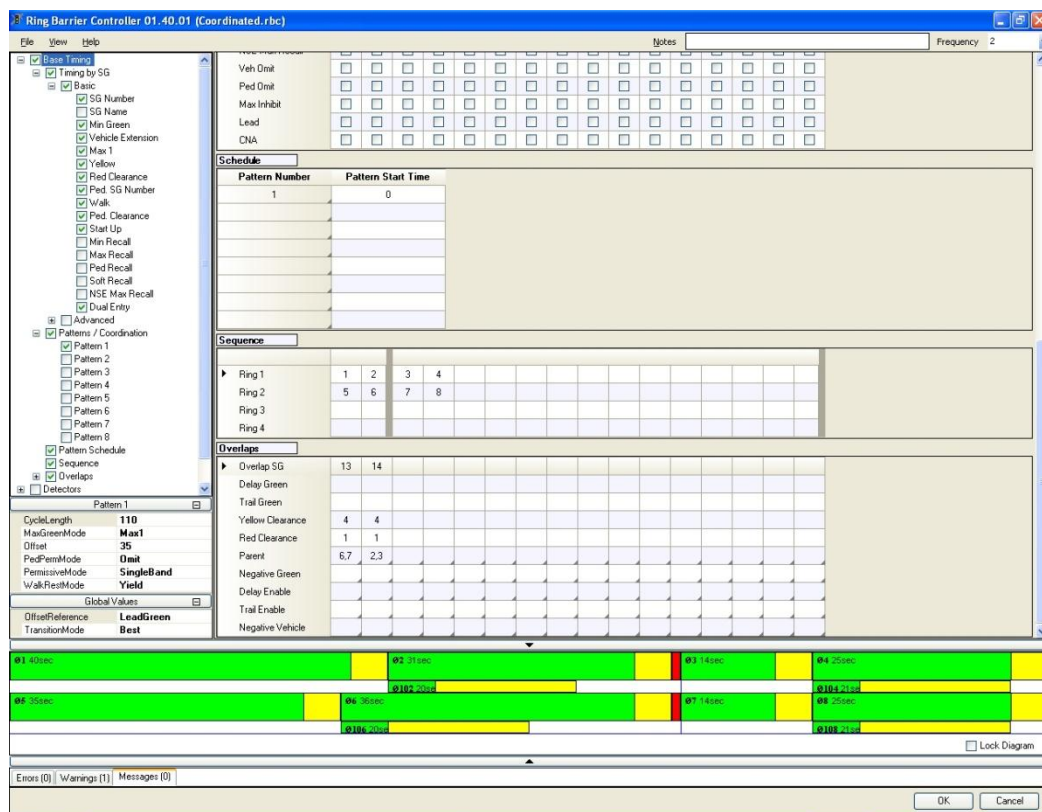 Ring Barrier Controller 01.40.01 (Coordinated.rbc)
File View Help Notes Frequency 2
Base Timing
Timing by SG
Basic
SG Number
SG Name
Min Green
Vehicle Extension
Max 1
Yellow
Red Clearance
Ped. SG Number
Walk
Ped. Clearance
Start Up
Min Recall
Max Recall
Ped Recall
Soft Recall
NSE Max Recall
Dual Entry
Advanced
Patterns / Coordination
Pattern 1
Pattern 2
Pattern 3
Pattern 4
Pattern 5
Pattern 6
Pattern 7
Pattern 8
Pattern Schedule
Sequence
Overlaps
Detectors
Pattern 1
CycleLength 110
MaxGreenMode Max1
Offset 35
PedPermMode Omit
PermissiveMode SingleBand
WalkRestMode Yield
Global Values
OffsetReference LeadGreen
TransitionMode Best
NSE Max Recall
Veh Omit
Ped Omit
Max Inhibit
Lead
CNA
Schedule
Pattern Number Pattern Start Time
1 0
Sequence
Ring 1 1 2 3 4
Ring 2 5 6 7 8
Ring 3
Ring 4
Overlaps
Overlap SG 13 14
Delay Green
Trail Green
Yellow Clearance 4 4
Red Clearance 1 1
Parent 6,7 2,3
Negative Green
Delay Enable
Trail Enable
Negative Vehicle
Ø1 40sec Ø2 31sec Ø3 14sec Ø4 25sec
Ø102 20se Ø104 21se
Ø5 35sec Ø6 36sec Ø7 14sec Ø8 25sec
Ø106 20se Ø108 21se
Lock Diagram
Errors (0) Warnings (1) Messages (0)
OK Cancel